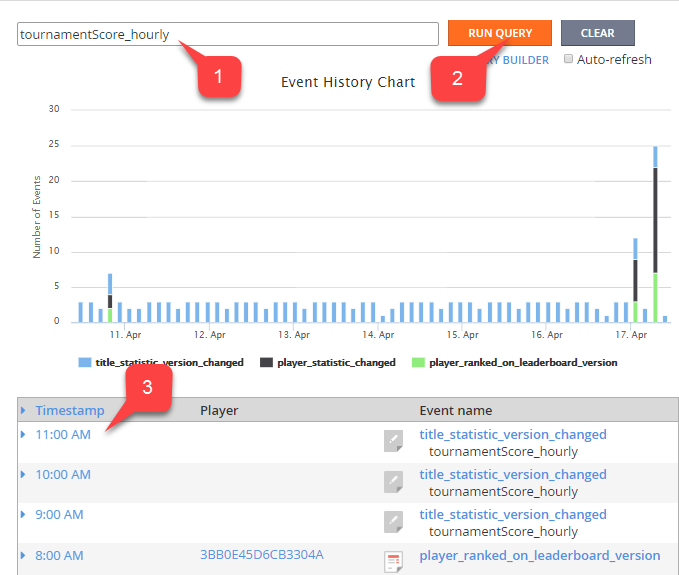 tournamentScore_hourly
RUN QUERY
CLEAR
1
2
RY BUILDER
Auto-refresh
Event History Chart
30
25
20
15
10
5
0
Number of Events
11. Apr
12. Apr
13. Apr
14. Apr
15. Apr
16. Apr
17. Apr
title_statistic_version_changed
player_statistic_changed
player_ranked_on_leaderboard_version
3
Timestamp Player Event name
11:00 AM title_statistic_version_changed
tournamentScore_hourly
10:00 AM title_statistic_version_changed
tournamentScore_hourly
9:00 AM title_statistic_version_changed
tournamentScore_hourly
8:00 AM 3BB0E45D6CB3304A player_ranked_on_leaderboard_version